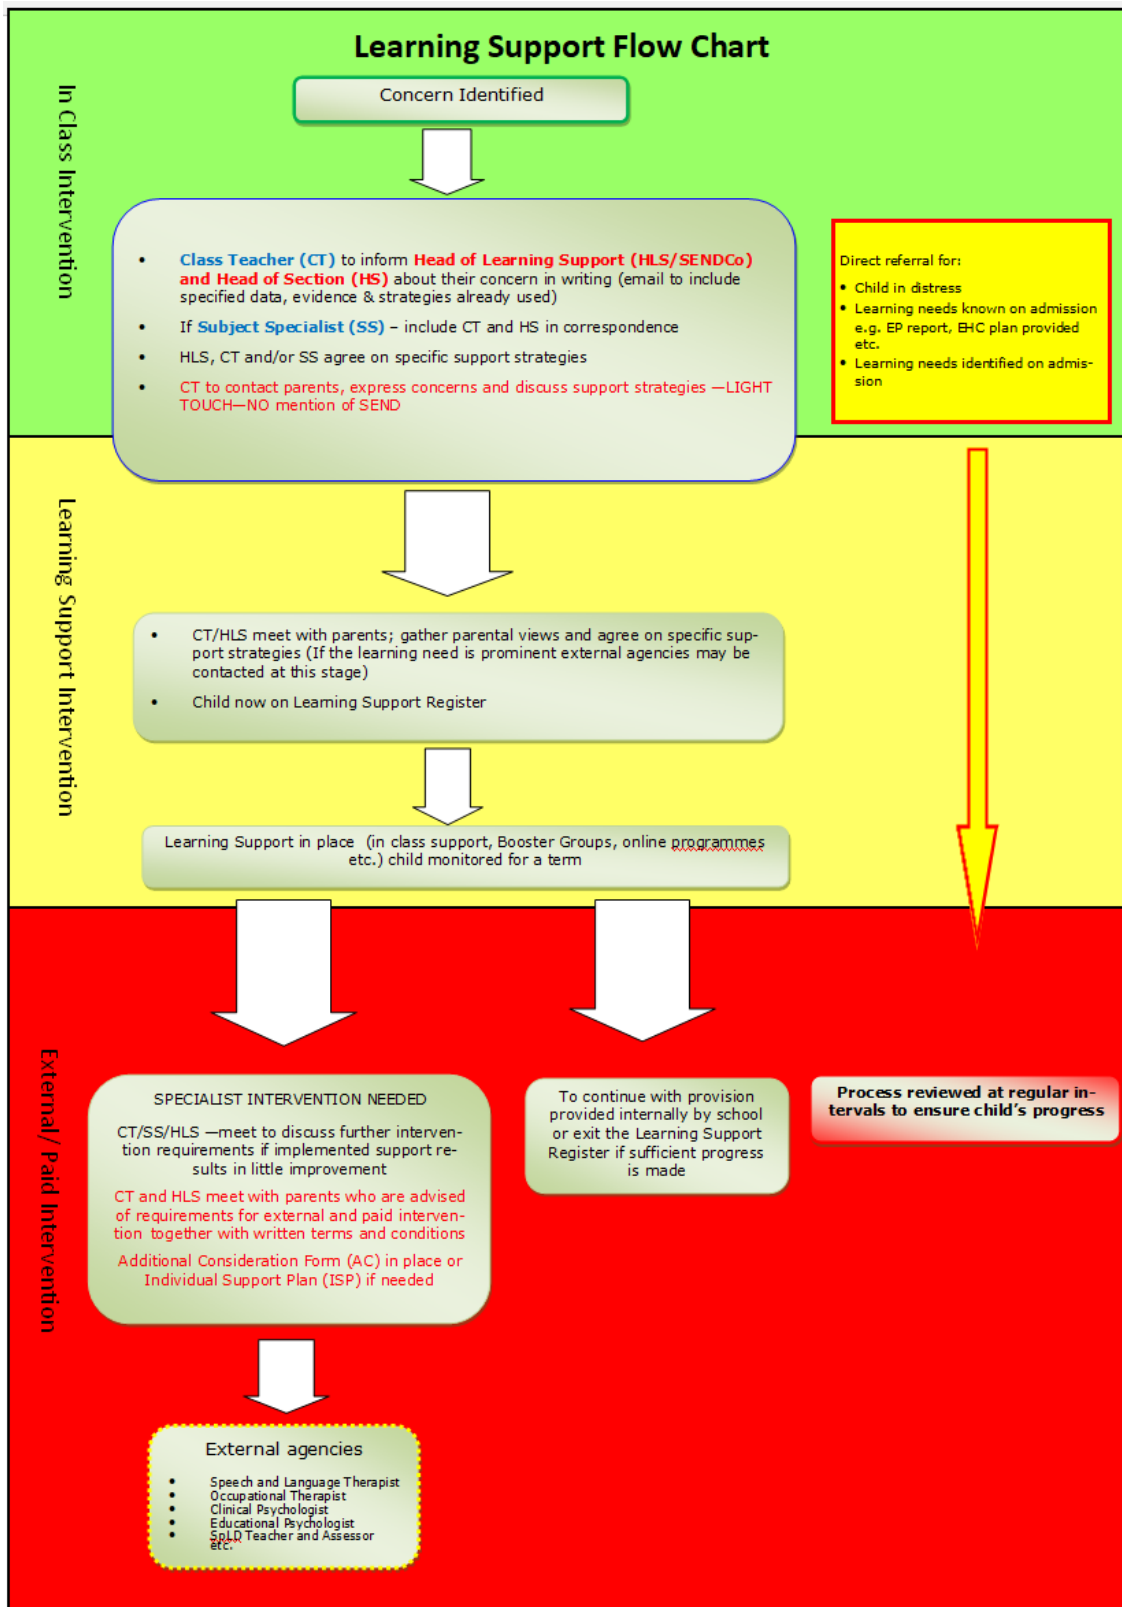 Learning Support Flow Chart
In Class Intervention
Concern Identified
• Class Teacher (CT) to inform Head of Learning Support (HLS/SENDCo)
and Head of Section (HS) about their concern in writing (email to include
specified data, evidence & strategies already used)
• If Subject Specialist (SS) – include CT and HS in correspondence
• HLS, CT and/or SS agree on specific support strategies
• CT to contact parents, express concerns and discuss support strategies —LIGHT
TOUCH—NO mention of SEND
Direct referral for:
• Child in distress
• Learning needs known on admission
e.g. EP report, EHC plan provided
etc.
• Learning needs identified on admis-
sion
Learning Support Intervention
• CT/HLS meet with parents; gather parental views and agree on specific sup-
port strategies (If the learning need is prominent external agencies may be
contacted at this stage)
• Child now on Learning Support Register
Learning Support in place (in class support, Booster Groups, online programmes
etc.) child monitored for a term
External/ Paid Intervention
SPECIALIST INTERVENTION NEEDED
CT/SS/HLS —meet to discuss further interven-
tion requirements if implemented support re-
sults in little improvement
CT and HLS meet with parents who are advised
of requirements for external and paid interven-
tion together with written terms and conditions
Additional Consideration Form (AC) in place or
Individual Support Plan (ISP) if needed
To continue with provision
provided internally by school
or exit the Learning Support
Register if sufficient progress
is made
Process reviewed at regular in-
tervals to ensure child's progress
External agencies
• Speech and Language Therapist
• Occupational Therapist
• Clinical Psychologist
• Educational Psychologist
• SpLD Teacher and Assessor
etc.